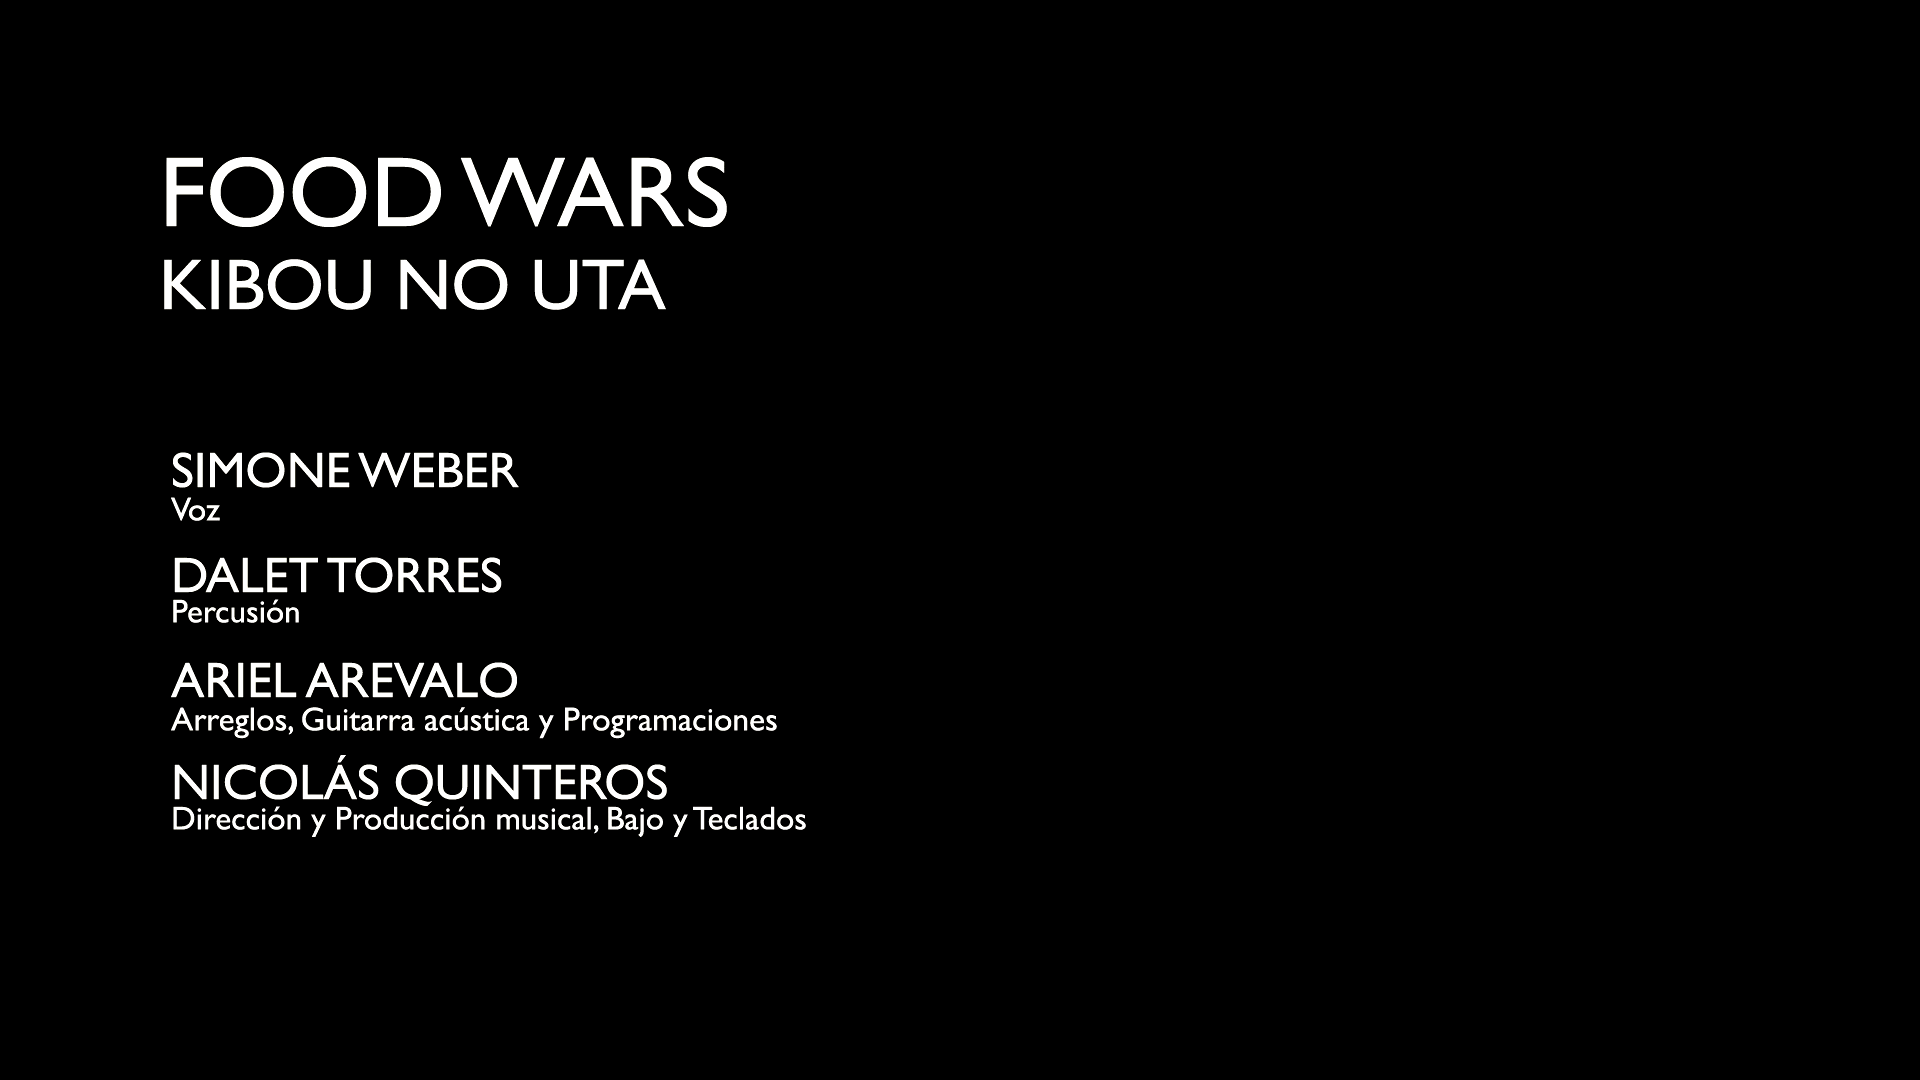 FOOD WARS
KIBOU NO UTA
SIMONE WEBER
Voz
DALET TORRES
Percusión
ARIEL AREVALO
Arreglos, Guitarra acústica y Programaciones
NICOLÁS QUINTEROS
Dirección y Producción musical, Bajo y Teclados